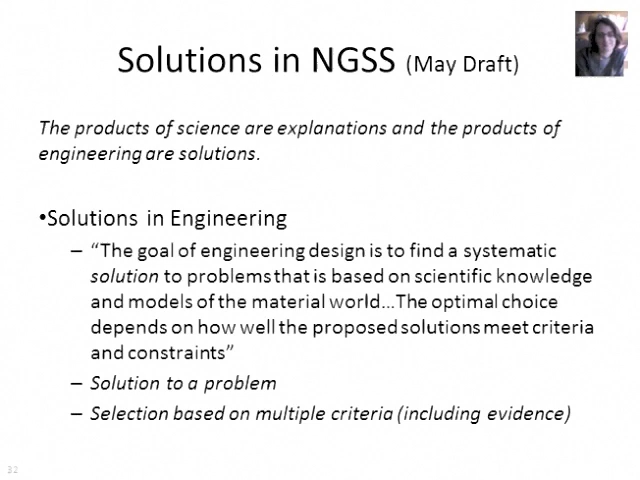 Solutions in NGSS (May Draft)
The products of science are explanations and the products of
engineering are solutions.
•Solutions in Engineering
– “The goal of engineering design is to find a systematic
solution to problems that is based on scientific knowledge
and models of the material world…The optimal choice
depends on how well the proposed solutions meet criteria
and constraints”
– Solution to a problem
– Selection based on multiple criteria (including evidence)
32